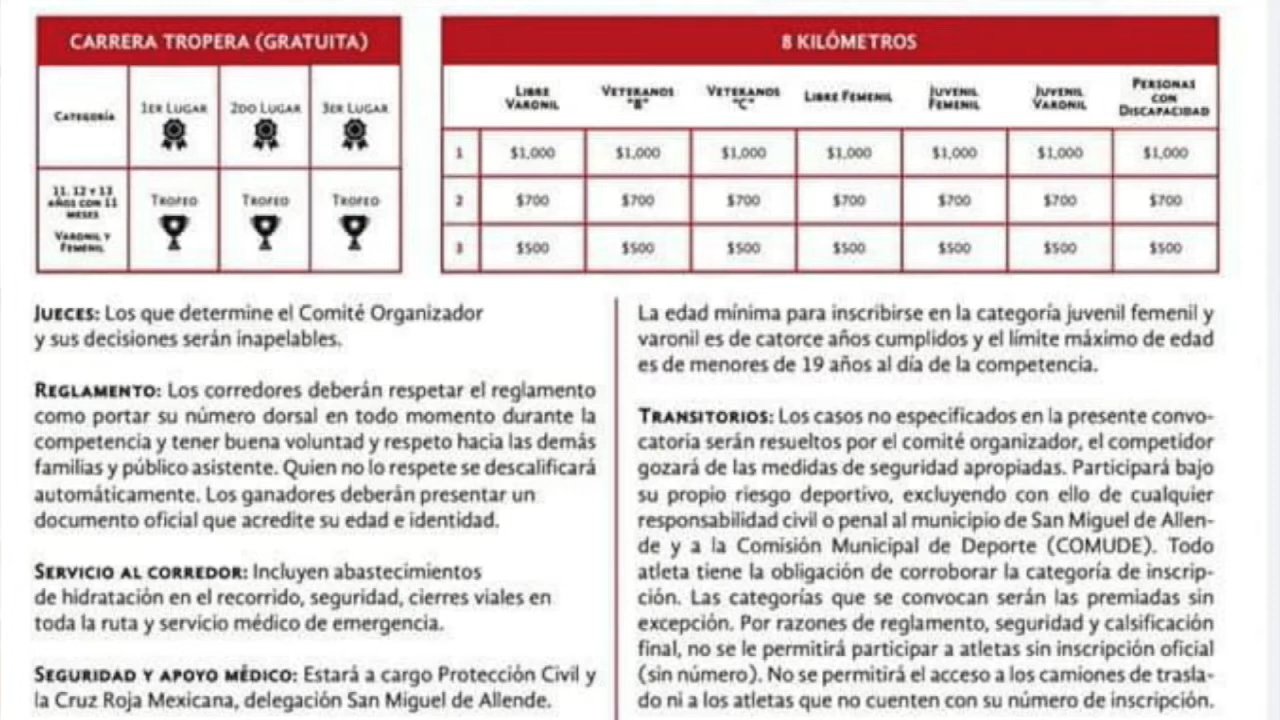 CARRERA TROPERA (GRATUITA)
CATEGORÍA 1ER LUGAR 2DO LUGAR 3ER LUGAR
11, 12 Y 13
AÑOS CON 11
MESES
VARONIL Y
FEMENIL
TROFEO TROFEO TROFEO
8 KILÓMETROS
LIBRE VARONIL VETERANOS "B" VETERANOS "C" LIBRE FEMENIL JUVENIL FEMENIL JUVENIL VARONIL PERSONAS CON DISCAPACIDAD
1 $1,000 $1,000 $1,000 $1,000 $1,000 $1,000 $1,000
2 $700 $700 $700 $700 $700 $700 $700
3 $500 $500 $500 $500 $500 $500 $500
JUECES: Los que determine el Comité Organizador
y sus decisiones serán inapelables.
REGLAMENTO: Los corredores deberán respetar el reglamento
como portar su número dorsal en todo momento durante la
competencia y tener buena voluntad y respeto hacia las demás
familias y público asistente. Quien no lo respete se descalificará
automáticamente. Los ganadores deberán presentar un
documento oficial que acredite su edad e identidad.
SERVICIO AL CORREDOR: Incluyen abastecimientos
de hidratación en el recorrido, seguridad, cierres viales en
toda la ruta y servicio médico de emergencia.
SEGURIDAD Y APOYO MÉDICO: Estará a cargo Protección Civil y
la Cruz Roja Mexicana, delegación San Miguel de Allende.
La edad mínima para inscribirse en la categoría juvenil femenil y
varonil es de catorce años cumplidos y el límite máximo de edad
es de menores de 19 años al día de la competencia.
TRANSITORIOS: Los casos no especificados en la presente convo-
catoria serán resueltos por el comité organizador, el competidor
gozará de las medidas de seguridad apropiadas. Participará bajo
su propio riesgo deportivo, excluyendo con ello de cualquier
responsabilidad civil o penal al municipio de San Miguel de Allen-
de y a la Comisión Municipal de Deporte (COMUDE). Todo
atleta tiene la obligación de corroborar la categoría de inscrip-
ción. Las categorías que se convocan serán las premiadas sin
excepción. Por razones de reglamento, seguridad y calsificación
final, no se le permitirá participar a atletas sin inscripción oficial
(sin número). No se permitirá el acceso a los camiones de trasla-
do ni a los atletas que no cuenten con su número de inscripción.